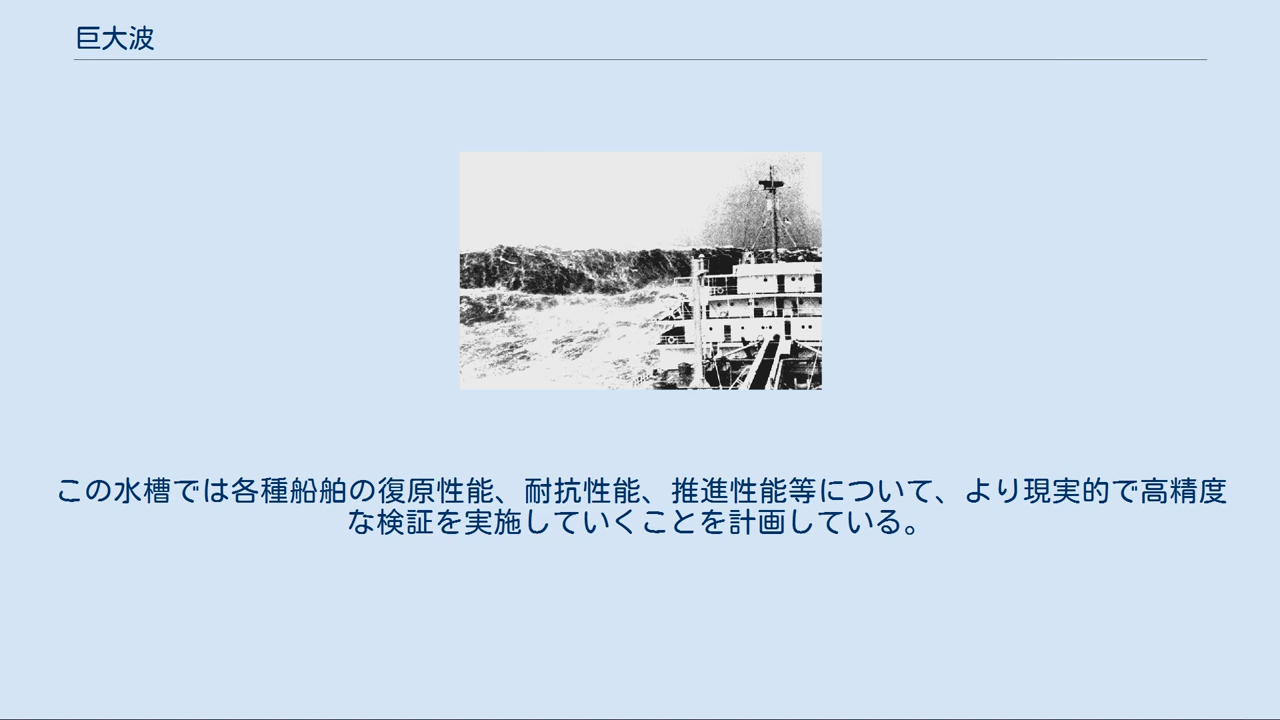 巨大波
この水槽では各種船舶の復原性能、耐抗性能、推進性能等について、より現実的で高精度
な検証を実施していくことを計画している。